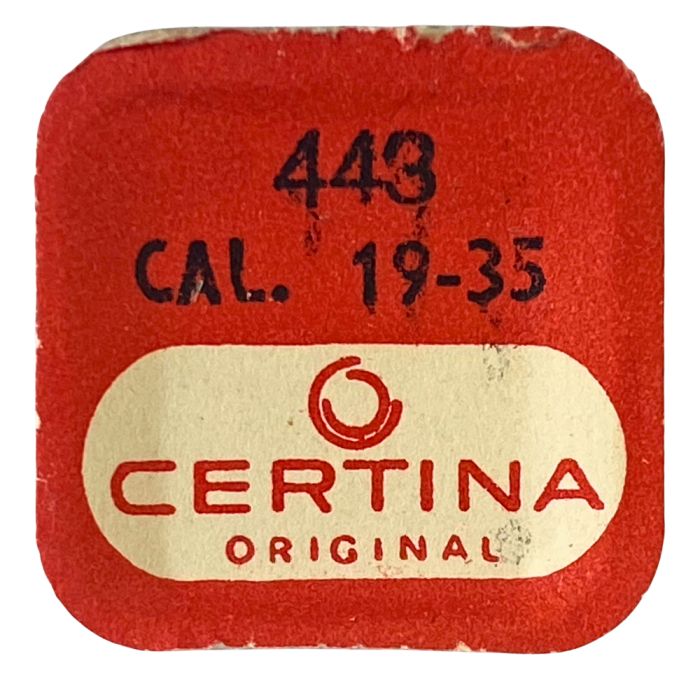 443
CAL. 19-35
CERTINA
ORIGINAL